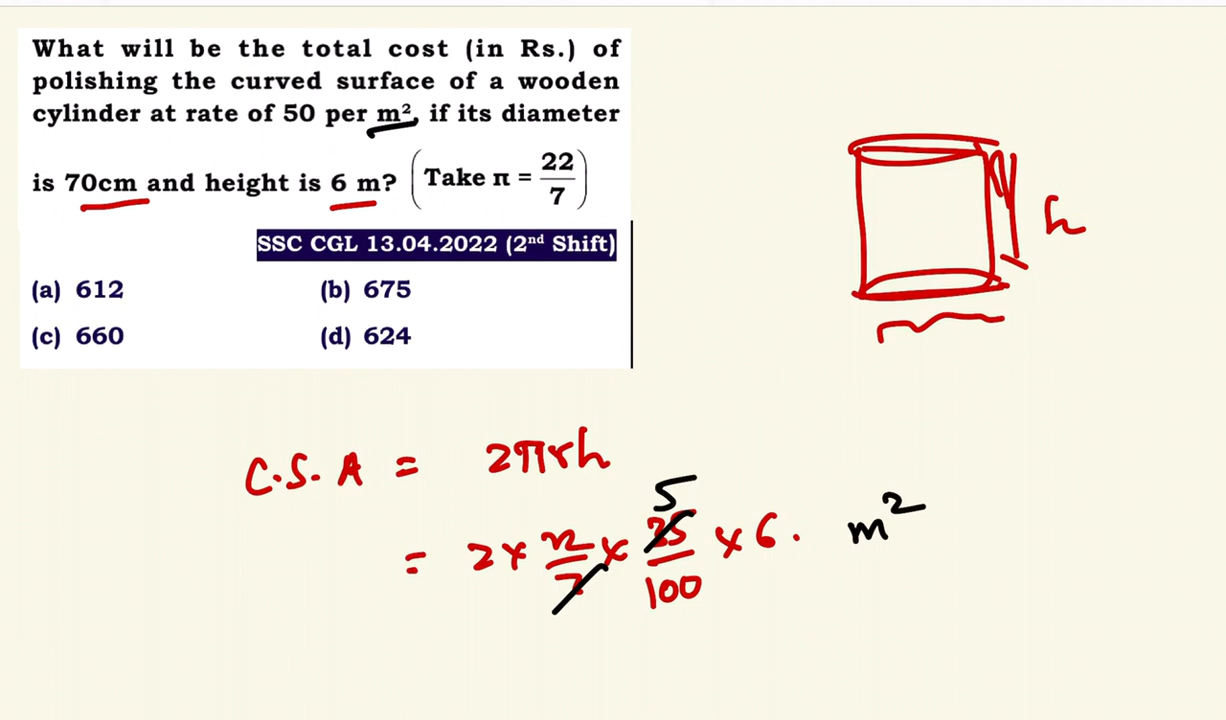 What will be the total cost (in Rs.) of
polishing the curved surface of a wooden
cylinder at rate of 50 per m², if its diameter
is 70cm and height is 6 m? (Take π = 22/7)
SSC CGL 13.04.2022 (2nd Shift)
(a) 612 (b) 675
(c) 660 (d) 624
h
C.S.A = 2πrh
5
= 2 × 22/7 × 35/100 × 6. m²